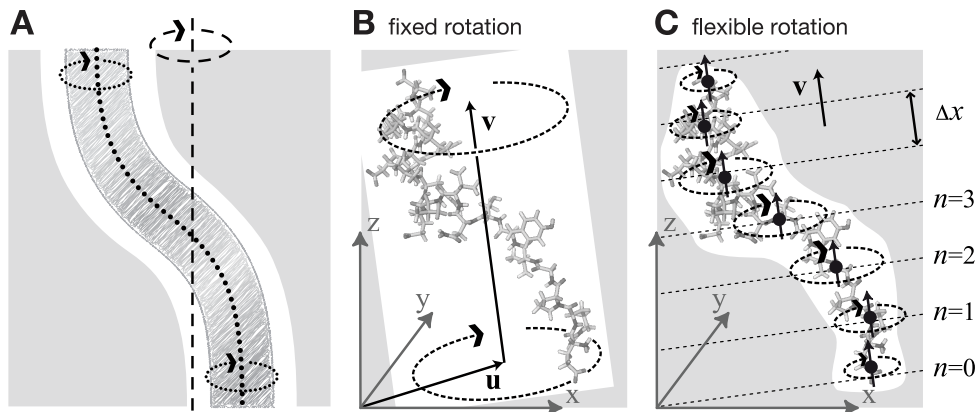 A
B fixed rotation
C flexible rotation
v
z
y
x
u
v
Δx
z
y
x
n=3
n=2
n=1
n=0